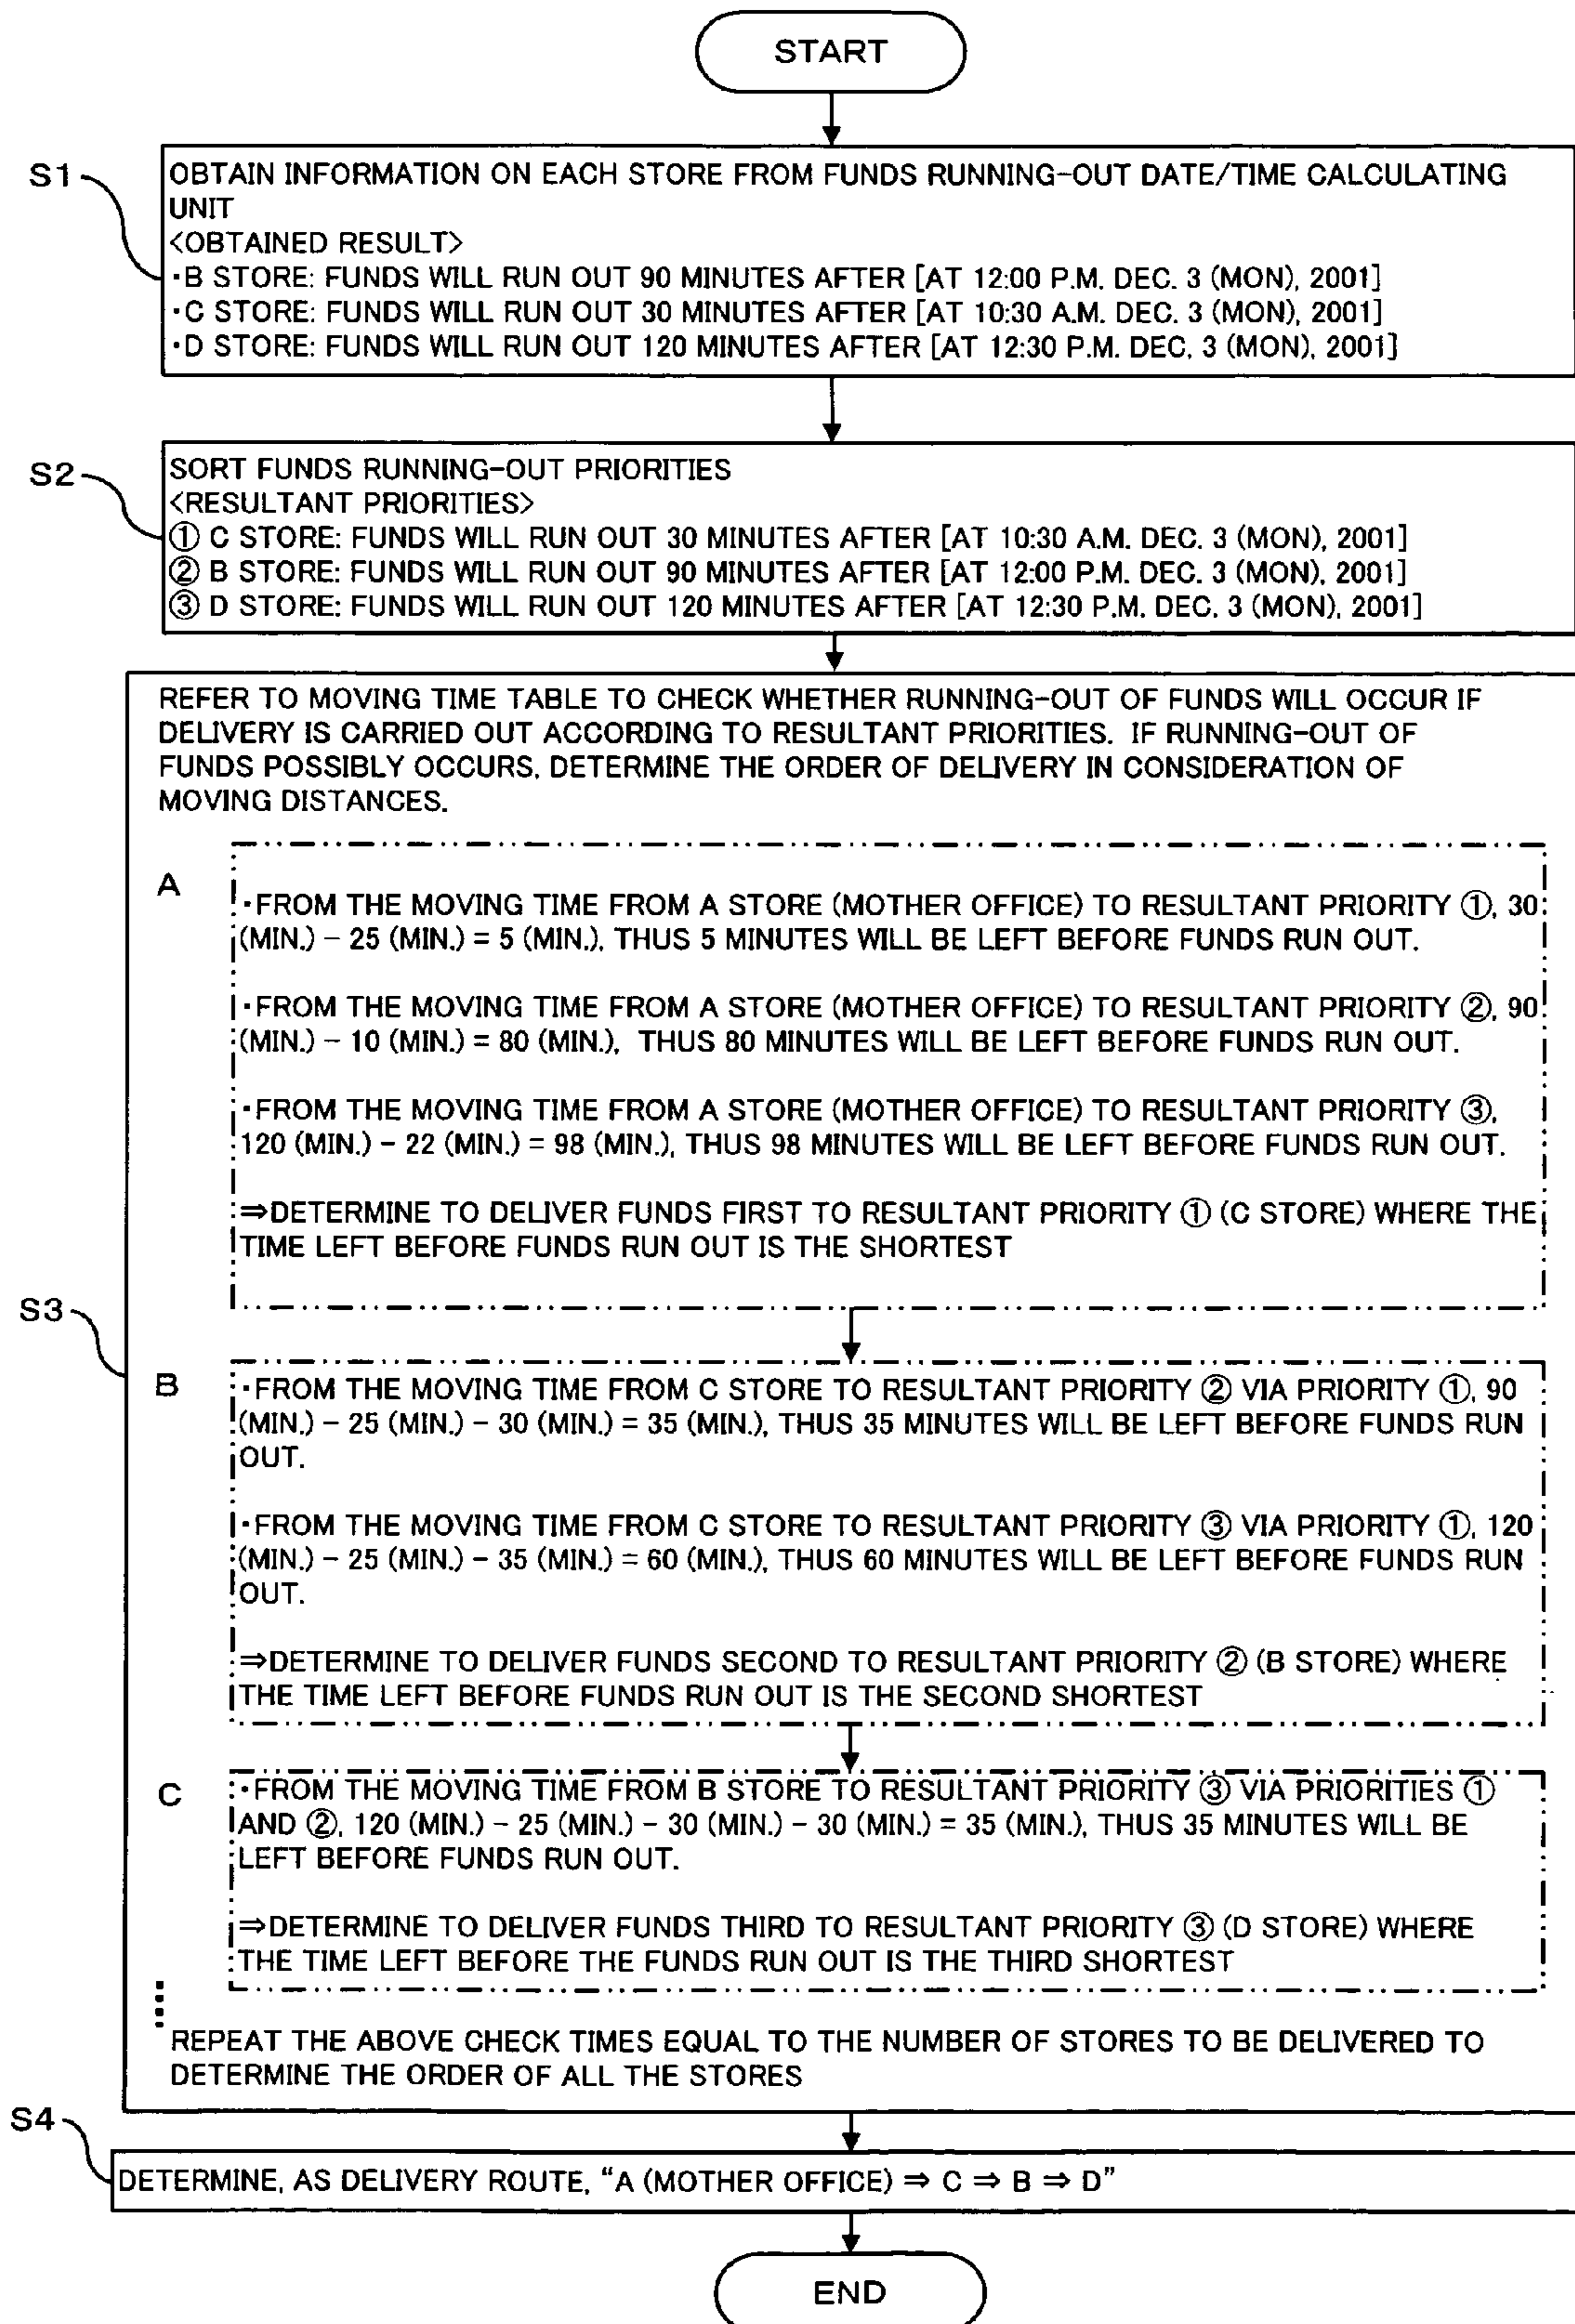 START
S1
OBTAIN INFORMATION ON EACH STORE FROM FUNDS RUNNING-OUT DATE/TIME CALCULATING
UNIT
<OBTAINED RESULT>
・B STORE: FUNDS WILL RUN OUT 90 MINUTES AFTER [AT 12:00 P.M. DEC. 3 (MON), 2001]
・C STORE: FUNDS WILL RUN OUT 30 MINUTES AFTER [AT 10:30 A.M. DEC. 3 (MON), 2001]
・D STORE: FUNDS WILL RUN OUT 120 MINUTES AFTER [AT 12:30 P.M. DEC. 3 (MON), 2001]
S2
SORT FUNDS RUNNING-OUT PRIORITIES
<RESULTANT PRIORITIES>
① C STORE: FUNDS WILL RUN OUT 30 MINUTES AFTER [AT 10:30 A.M. DEC. 3 (MON), 2001]
② B STORE: FUNDS WILL RUN OUT 90 MINUTES AFTER [AT 12:00 P.M. DEC. 3 (MON), 2001]
③ D STORE: FUNDS WILL RUN OUT 120 MINUTES AFTER [AT 12:30 P.M. DEC. 3 (MON), 2001]
S3
REFER TO MOVING TIME TABLE TO CHECK WHETHER RUNNING-OUT OF FUNDS WILL OCCUR IF
DELIVERY IS CARRIED OUT ACCORDING TO RESULTANT PRIORITIES. IF RUNNING-OUT OF
FUNDS POSSIBLY OCCURS, DETERMINE THE ORDER OF DELIVERY IN CONSIDERATION OF
MOVING DISTANCES.
A
・FROM THE MOVING TIME FROM A STORE (MOTHER OFFICE) TO RESULTANT PRIORITY ①, 30
(MIN.) − 25 (MIN.) = 5 (MIN.), THUS 5 MINUTES WILL BE LEFT BEFORE FUNDS RUN OUT.
・FROM THE MOVING TIME FROM A STORE (MOTHER OFFICE) TO RESULTANT PRIORITY ②, 90
(MIN.) − 10 (MIN.) = 80 (MIN.), THUS 80 MINUTES WILL BE LEFT BEFORE FUNDS RUN OUT.
・FROM THE MOVING TIME FROM A STORE (MOTHER OFFICE) TO RESULTANT PRIORITY ③,
120 (MIN.) − 22 (MIN.) = 98 (MIN.), THUS 98 MINUTES WILL BE LEFT BEFORE FUNDS RUN OUT.
⇒DETERMINE TO DELIVER FUNDS FIRST TO RESULTANT PRIORITY ① (C STORE) WHERE THE
TIME LEFT BEFORE FUNDS RUN OUT IS THE SHORTEST
B
・FROM THE MOVING TIME FROM C STORE TO RESULTANT PRIORITY ② VIA PRIORITY ①, 90
(MIN.) − 25 (MIN.) − 30 (MIN.) = 35 (MIN.), THUS 35 MINUTES WILL BE LEFT BEFORE FUNDS RUN
OUT.
・FROM THE MOVING TIME FROM C STORE TO RESULTANT PRIORITY ③ VIA PRIORITY ①, 120
(MIN.) − 25 (MIN.) − 35 (MIN.) = 60 (MIN.), THUS 60 MINUTES WILL BE LEFT BEFORE FUNDS RUN
OUT.
⇒DETERMINE TO DELIVER FUNDS SECOND TO RESULTANT PRIORITY ② (B STORE) WHERE
THE TIME LEFT BEFORE FUNDS RUN OUT IS THE SECOND SHORTEST
C
・FROM THE MOVING TIME FROM B STORE TO RESULTANT PRIORITY ③ VIA PRIORITIES ①
AND ②, 120 (MIN.) − 25 (MIN.) − 30 (MIN.) − 30 (MIN.) = 35 (MIN.), THUS 35 MINUTES WILL BE
LEFT BEFORE FUNDS RUN OUT.
⇒DETERMINE TO DELIVER FUNDS THIRD TO RESULTANT PRIORITY ③ (D STORE) WHERE
THE TIME LEFT BEFORE THE FUNDS RUN OUT IS THE THIRD SHORTEST
REPEAT THE ABOVE CHECK TIMES EQUAL TO THE NUMBER OF STORES TO BE DELIVERED TO
DETERMINE THE ORDER OF ALL THE STORES
S4
DETERMINE, AS DELIVERY ROUTE, “A (MOTHER OFFICE) ⇒ C ⇒ B ⇒ D”
END